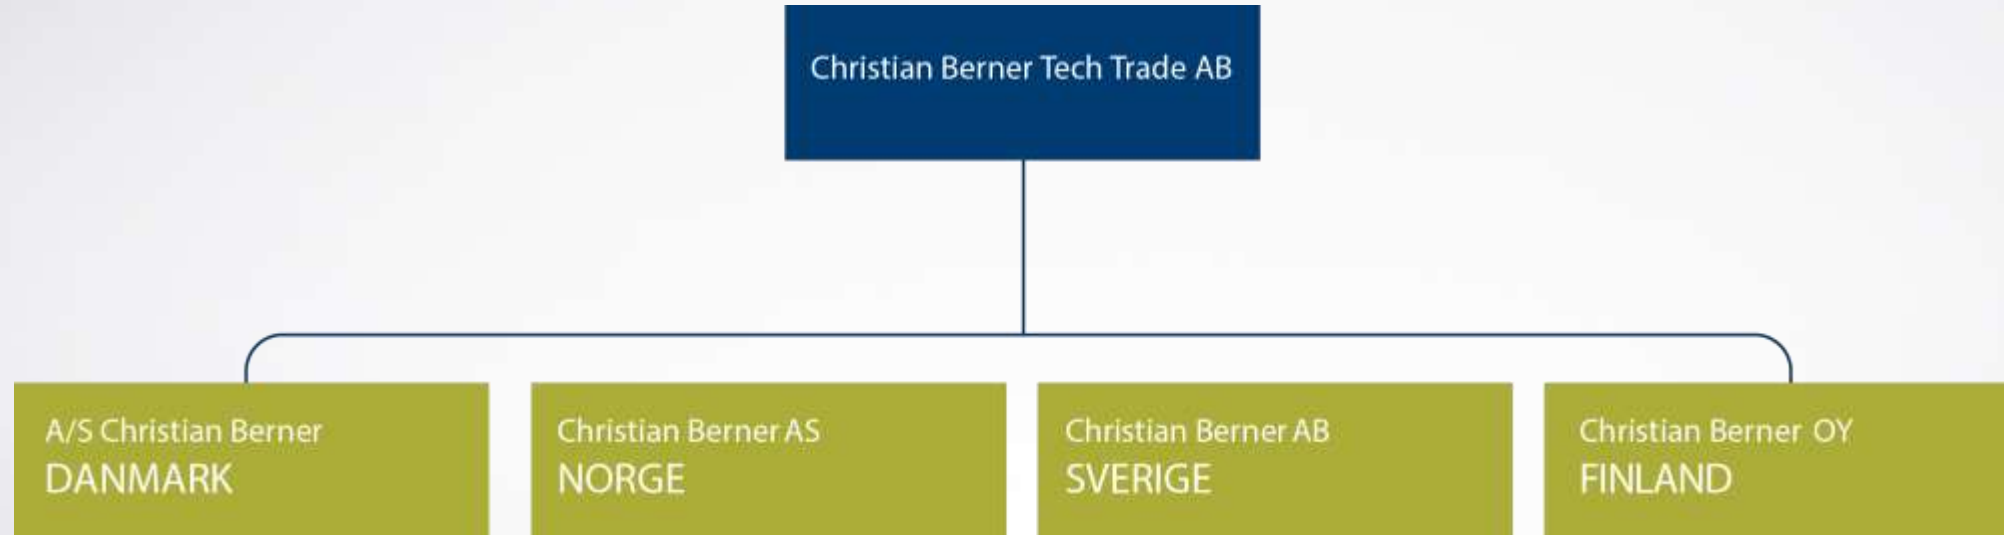 Christian Berner Tech Trade AB
A/S Christian Berner
DANMARK
Christian Berner AS
NORGE
Christian Berner AB
SVERIGE
Christian Berner OY
FINLAND